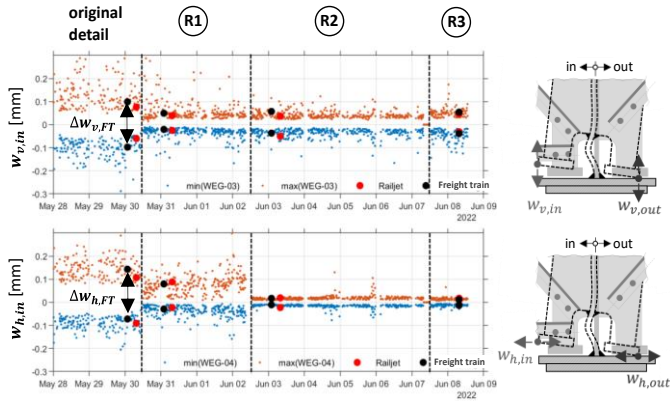 original
detail
R1
R2
R3
w_v,in [mm]
0.2
0.1
0
-0.1
-0.2
-0.3
Δw_v,FT
min(WEG-03) max(WEG-03) Railjet Freight train
May 28 May 29 May 30 May 31 Jun 01 Jun 02 Jun 03 Jun 04 Jun 05 Jun 06 Jun 07 Jun 08 Jun 09
2022
in out
w_v,in
w_v,out
w_h,in [mm]
0.2
0.1
0
-0.1
-0.2
0.3
Δw_h,FT
min(WEG-04) max(WEG-04) Railjet Freight train
May 28 May 29 May 30 May 31 Jun 01 Jun 02 Jun 03 Jun 04 Jun 05 Jun 06 Jun 07 Jun 08 Jun 09
2022
in out
w_h,in
w_h,out